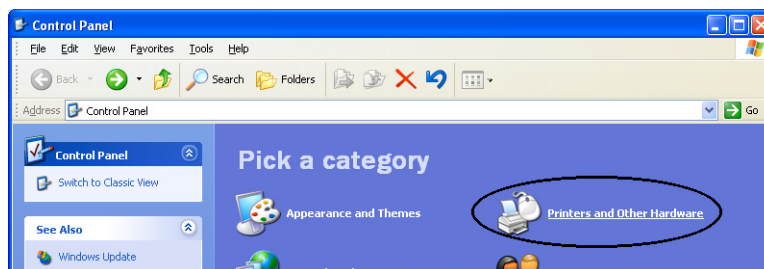 Control Panel
File Edit View Favorites Tools Help
Back Search Folders
Address Control Panel Go
Control Panel
Switch to Classic View
See Also
Windows Update
Pick a category
Appearance and Themes
Printers and Other Hardware